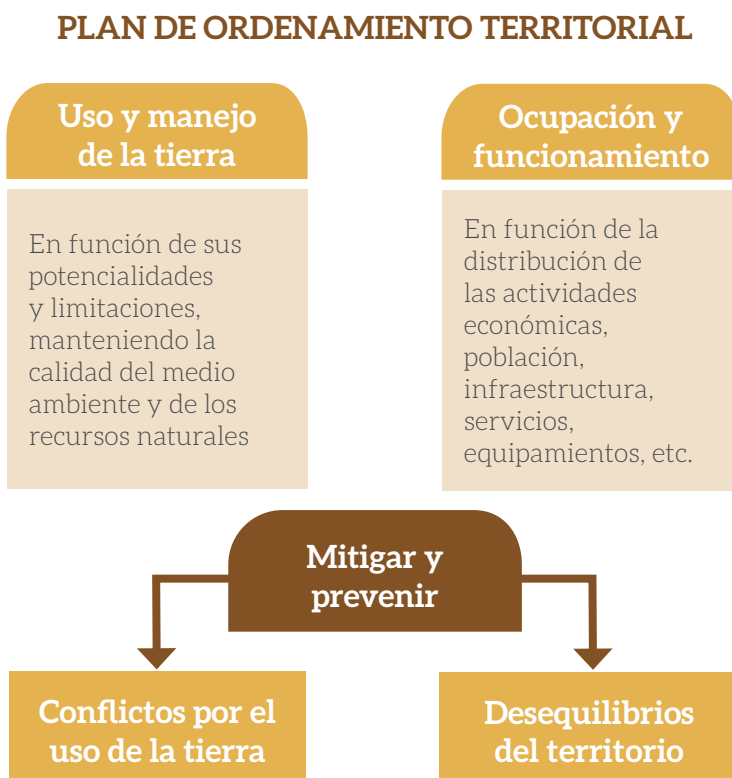 PLAN DE ORDENAMIENTO TERRITORIAL
Uso y manejo
de la tierra
En función de sus
potencialidades
y limitaciones,
manteniendo la
calidad del medio
ambiente y de los
recursos naturales
Ocupación y
funcionamiento
En función de la
distribución de
las actividades
económicas,
población,
infraestructura,
servicios,
equipamientos, etc.
Mitigar y
prevenir
Conflictos por el
uso de la tierra
Desequilibrios
del territorio